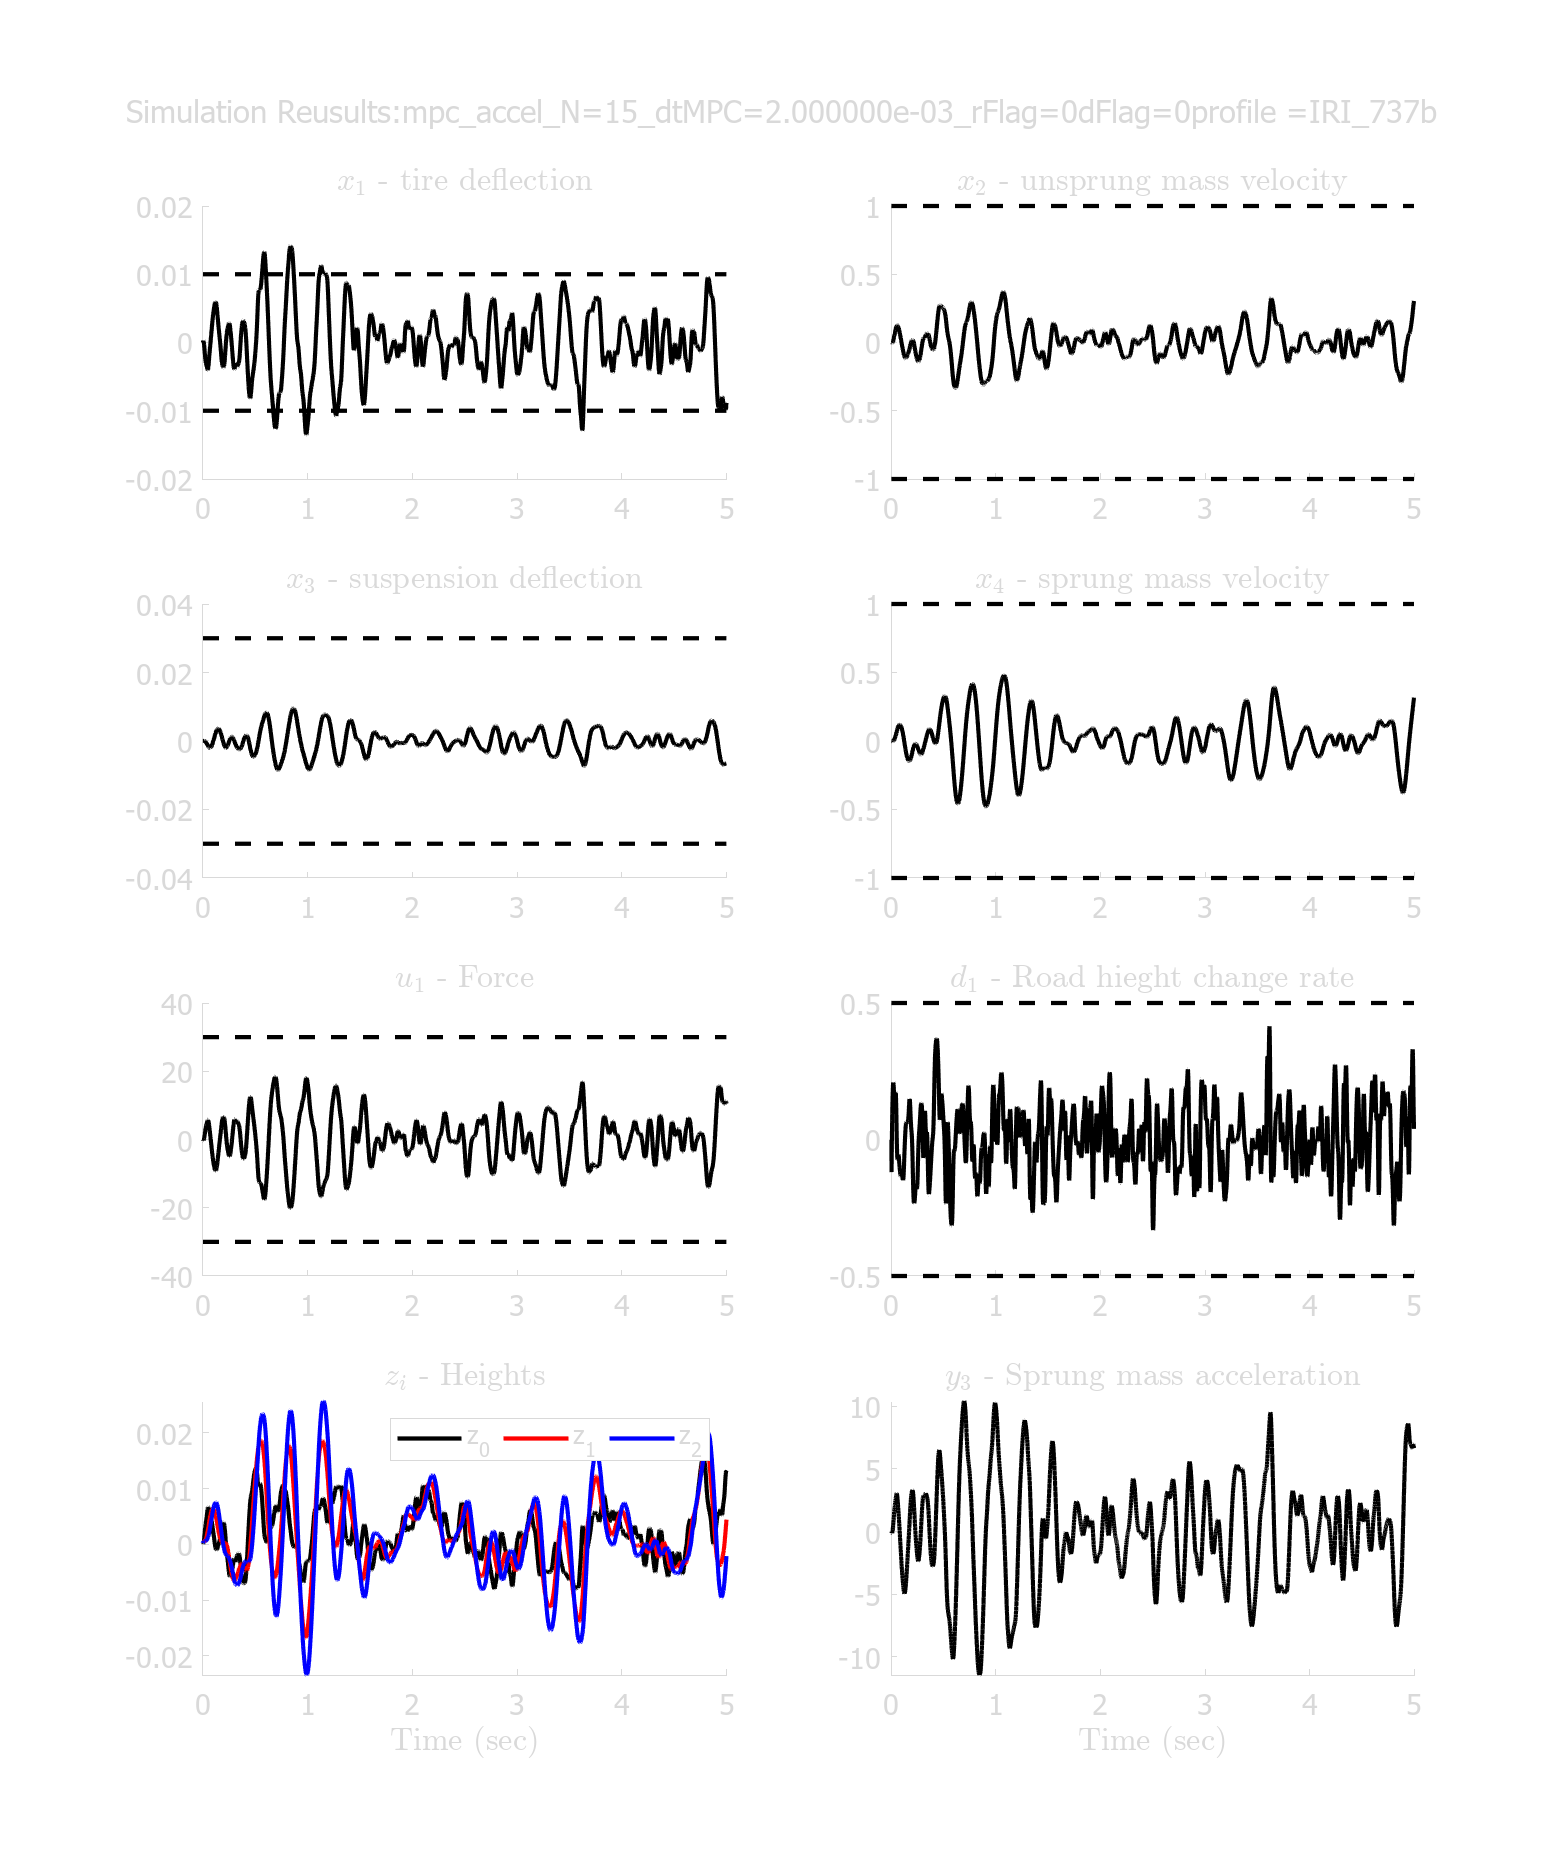 Simulation Reusults:mpc_accel_N=15_dtMPC=2.000000e-03_rFlag=0dFlag=0profile =IRI_737b
x1 - tire deflection
0.02
0.01
0
-0.01
-0.02
0 1 2 3 4 5
x2 - unsprung mass velocity
1
0.5
0
-0.5
-1
0 1 2 3 4 5
x3 - suspension deflection
0.04
0.02
0
-0.02
-0.04
0 1 2 3 4 5
x4 - sprung mass velocity
1
0.5
0
-0.5
-1
0 1 2 3 4 5
u1 - Force
40
20
0
-20
-40
0 1 2 3 4 5
d1 - Road hieght change rate
0.5
0
-0.5
0 1 2 3 4 5
zi - Heights
z0 z1 z2
0.02
0.01
0
-0.01
-0.02
0 1 2 3 4 5
Time (sec)
y3 - Sprung mass acceleration
10
5
0
-5
-10
0 1 2 3 4 5
Time (sec)